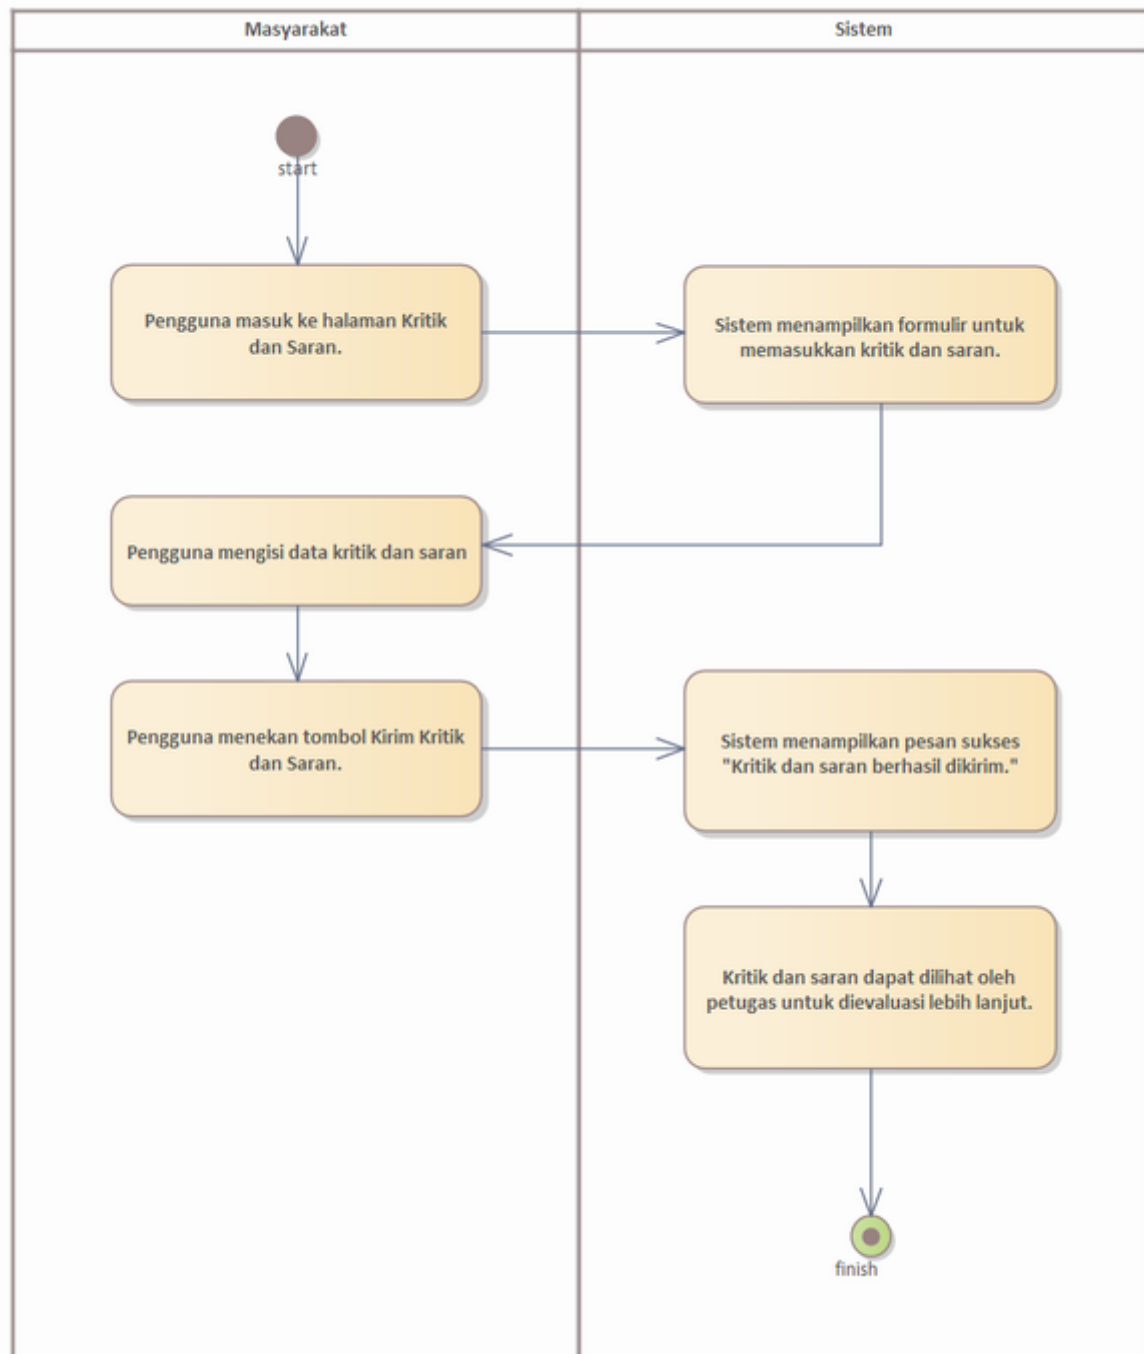 Masyarakat
Sistem
start
Pengguna masuk ke halaman Kritik
dan Saran.
Sistem menampilkan formulir untuk
memasukkan kritik dan saran.
Pengguna mengisi data kritik dan saran
Pengguna menekan tombol Kirim Kritik
dan Saran.
Sistem menampilkan pesan sukses
"Kritik dan saran berhasil dikirim."
Kritik dan saran dapat dilihat oleh
petugas untuk dievaluasi lebih lanjut.
finish